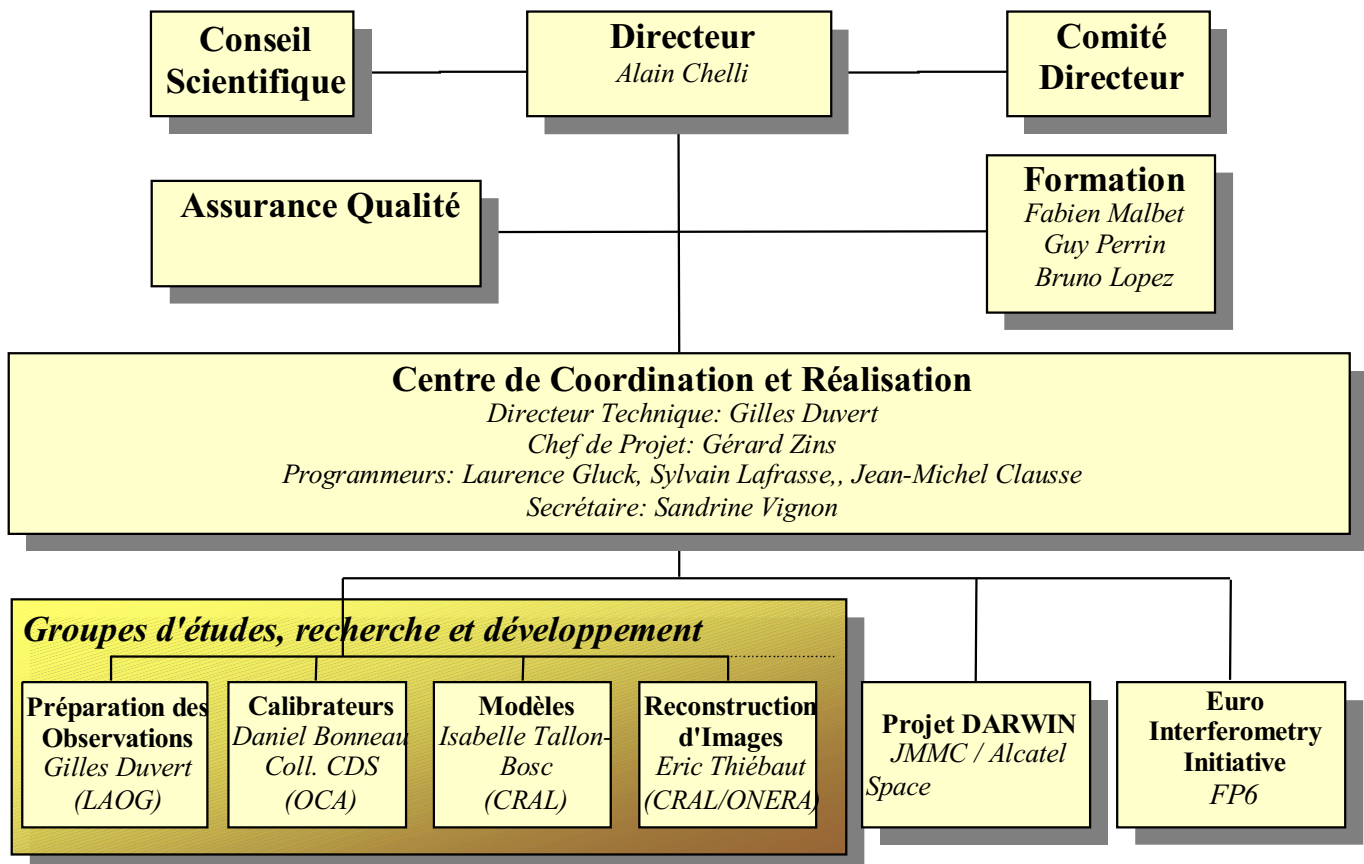 Conseil
Scientifique
Directeur
Alain Chelli
Comité
Directeur
Assurance Qualité
Formation
Fabien Malbet
Guy Perrin
Bruno Lopez
Centre de Coordination et Réalisation
Directeur Technique: Gilles Duvert
Chef de Projet: Gérard Zins
Programmeurs: Laurence Gluck, Sylvain Lafrasse,, Jean-Michel Clausse
Secrétaire: Sandrine Vignon
Groupes d'études, recherche et développement
Préparation des
Observations
Gilles Duvert
(LAOG)
Calibrateurs
Daniel Bonneau
Coll. CDS
(OCA)
Modèles
Isabelle Tallon-
Bosc
(CRAL)
Reconstruction
d'Images
Eric Thiébaut
(CRAL/ONERA)
Projet DARWIN
JMMC / Alcatel
Space
Euro
Interferometry
Initiative
FP6